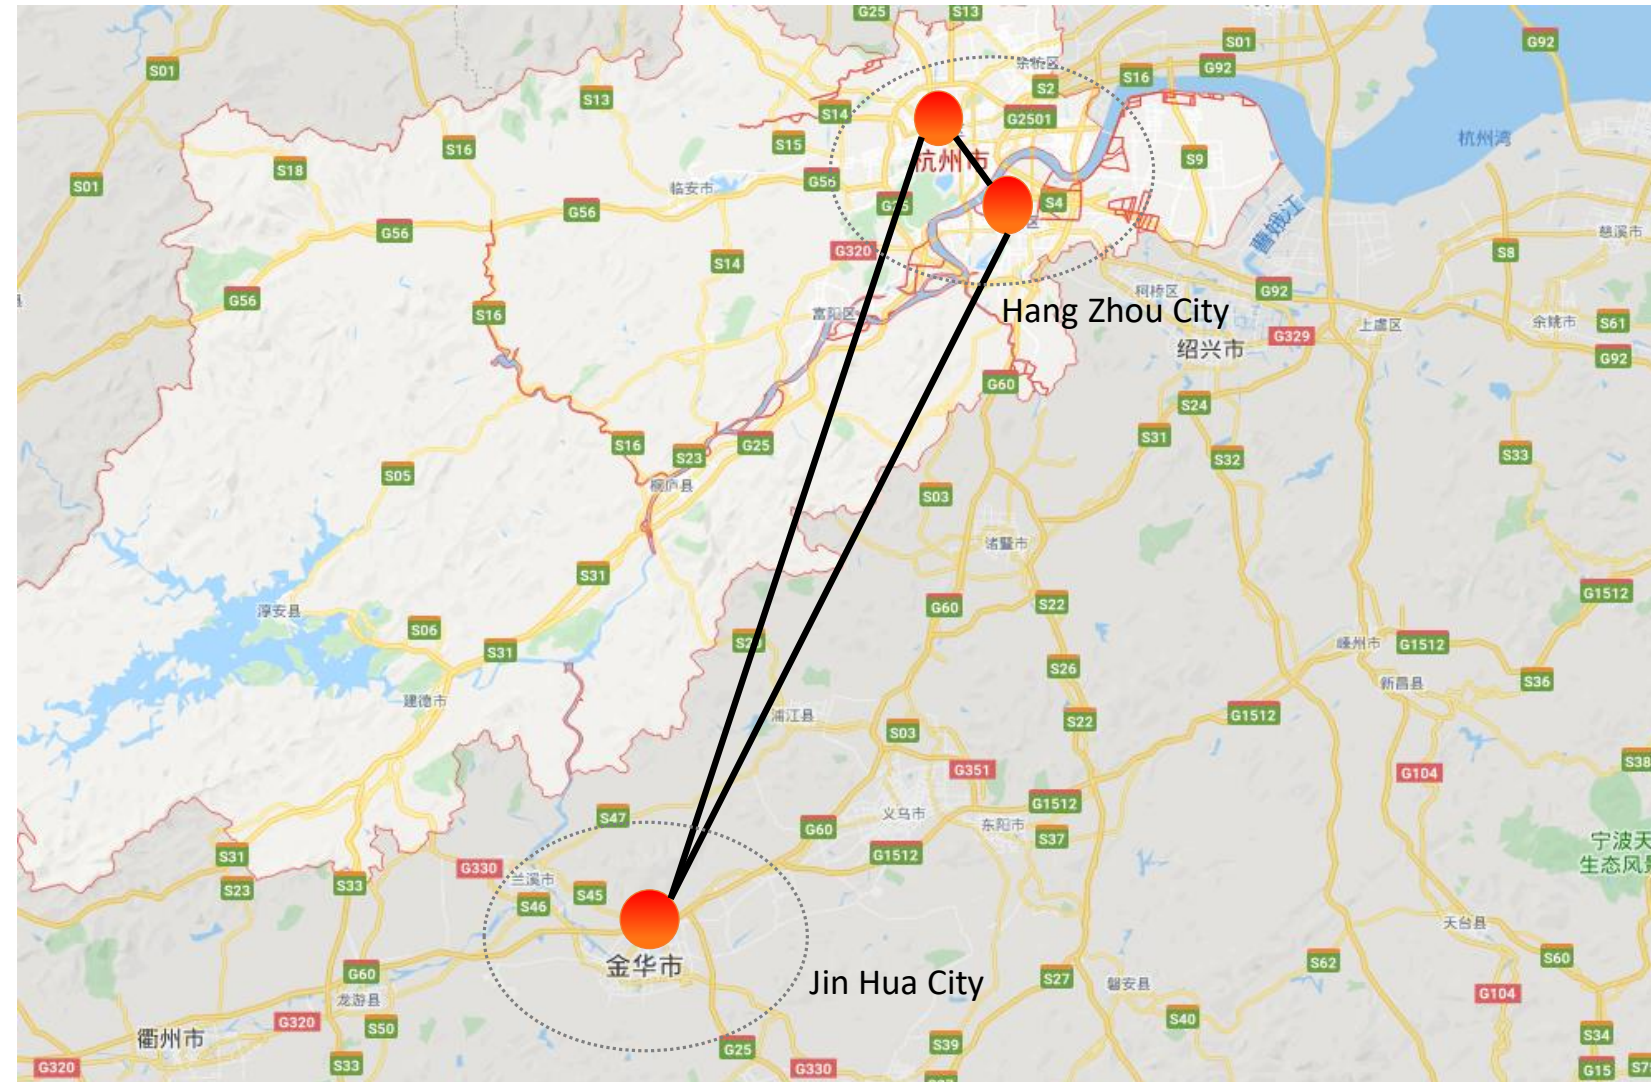 G25
S13
S01
G92
余杭区
S01
G92
S16
S2
S13
S14
G2501
杭州湾
S16
S15
S9
S18
杭州市
S01
临安市
G56
G56
G25
S4
区
曹娥江
G56
慈溪市
G320
S8
S14
柯桥区
G92
G56
S16
富阳区
Hang Zhou City
上虞区
余姚市
S61
G329
绍兴市
G92
G60
S24
S16
S23
G25
S31
S32
S33
S05
桐庐县
S03
诸暨市
S31
G1512
淳安县
G60
S22
S06
嵊州市
G1512
S31
S26
新昌县
S36
建德市
浦江县
S22
G1512
S03
S38
G351
G104
义乌市
G1512
S47
G60
东阳市
S37
宁波天
生态风景
S31
G1512
G330
兰溪市
S23
S33
S45
S46
天台县
金华市
G60
Jin Hua City
S27
磐安县
S62
S60
龙游县
G104
G320
S50
S40
衢州市
S34
S39
G25
G320
S33
G330
G15